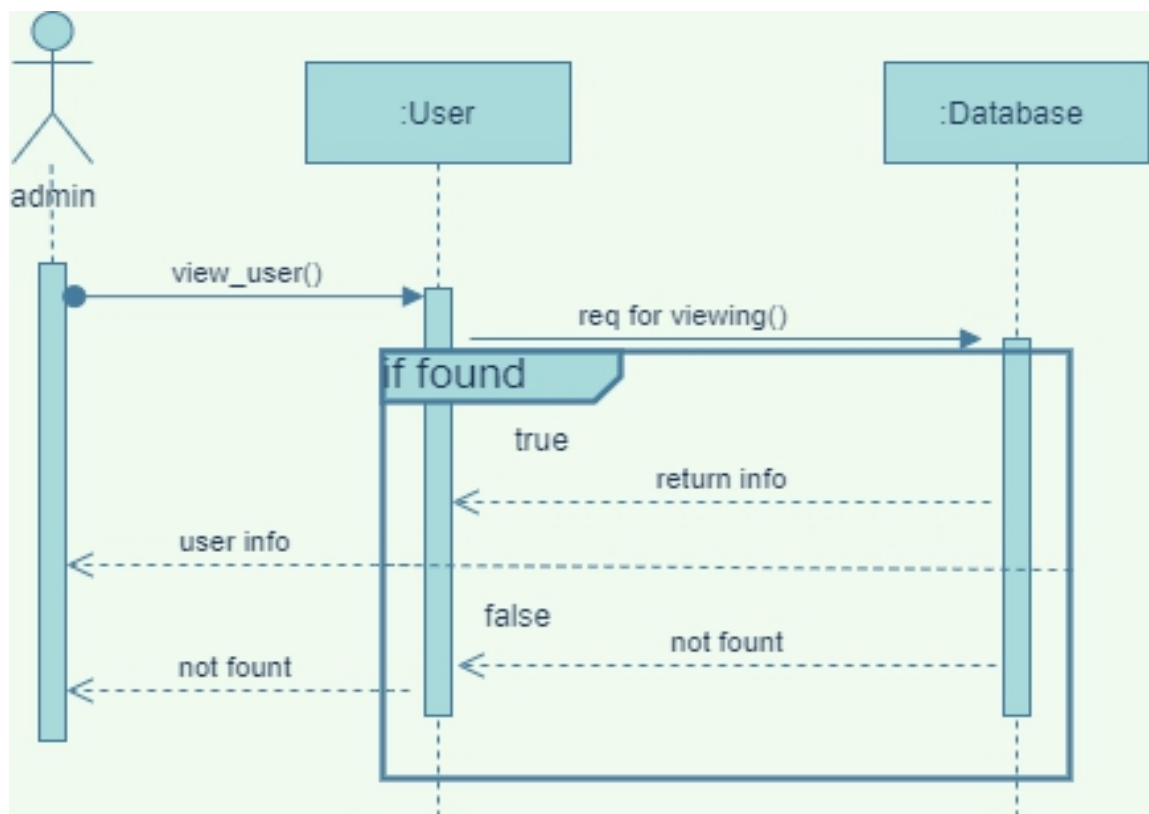 :User
:Database
admin
view_user()
req for viewing()
if found
true
return info
user info
false
not fount
not fount